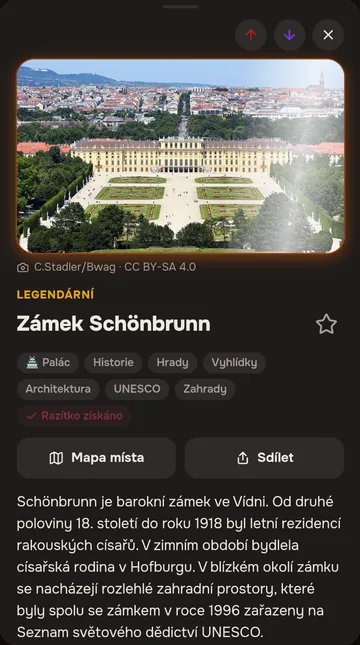 C.Stadler/Bwag · CC BY-SA 4.0
LEGENDÁRNÍ
Zámek Schönbrunn
Palác
Historie
Hrady
Vyhlídky
Architektura
UNESCO
Zahrady
Razítko získáno
Mapa místa
Sdílet
Schönbrunn je barokní zámek ve Vídni. Od druhé
poloviny 18. století do roku 1918 byl letní rezidencí
rakouských císařů. V zimním období bydlela
císařská rodina v Hofburgu. V blízkém okolí zámku
se nacházejí rozlehlé zahradní prostory, které
byly spolu se zámkem v roce 1996 zařazeny na
Seznam světového dědictví UNESCO.